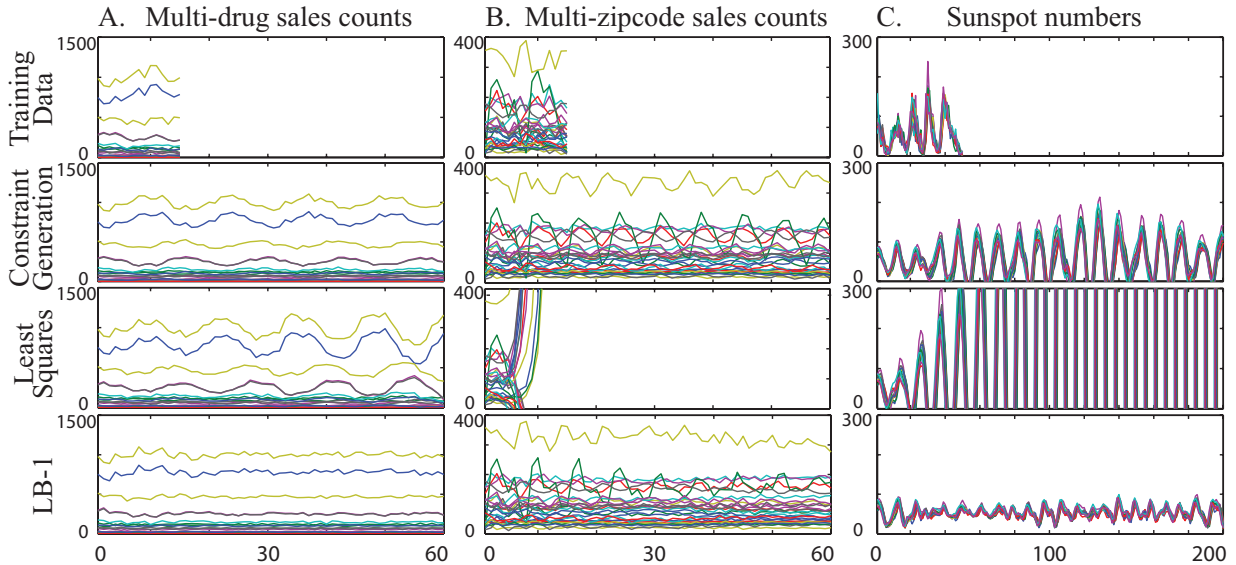 A. Multi-drug sales counts
B. Multi-zipcode sales counts
C. Sunspot numbers
Training
Data
1500
0
400
0
300
0
Constraint
Generation
1500
0
400
0
300
0
Least
Squares
1500
0
400
0
300
0
LB-1
1500
0
400
0
300
0
0 30 60
0 30 60
0 100 200